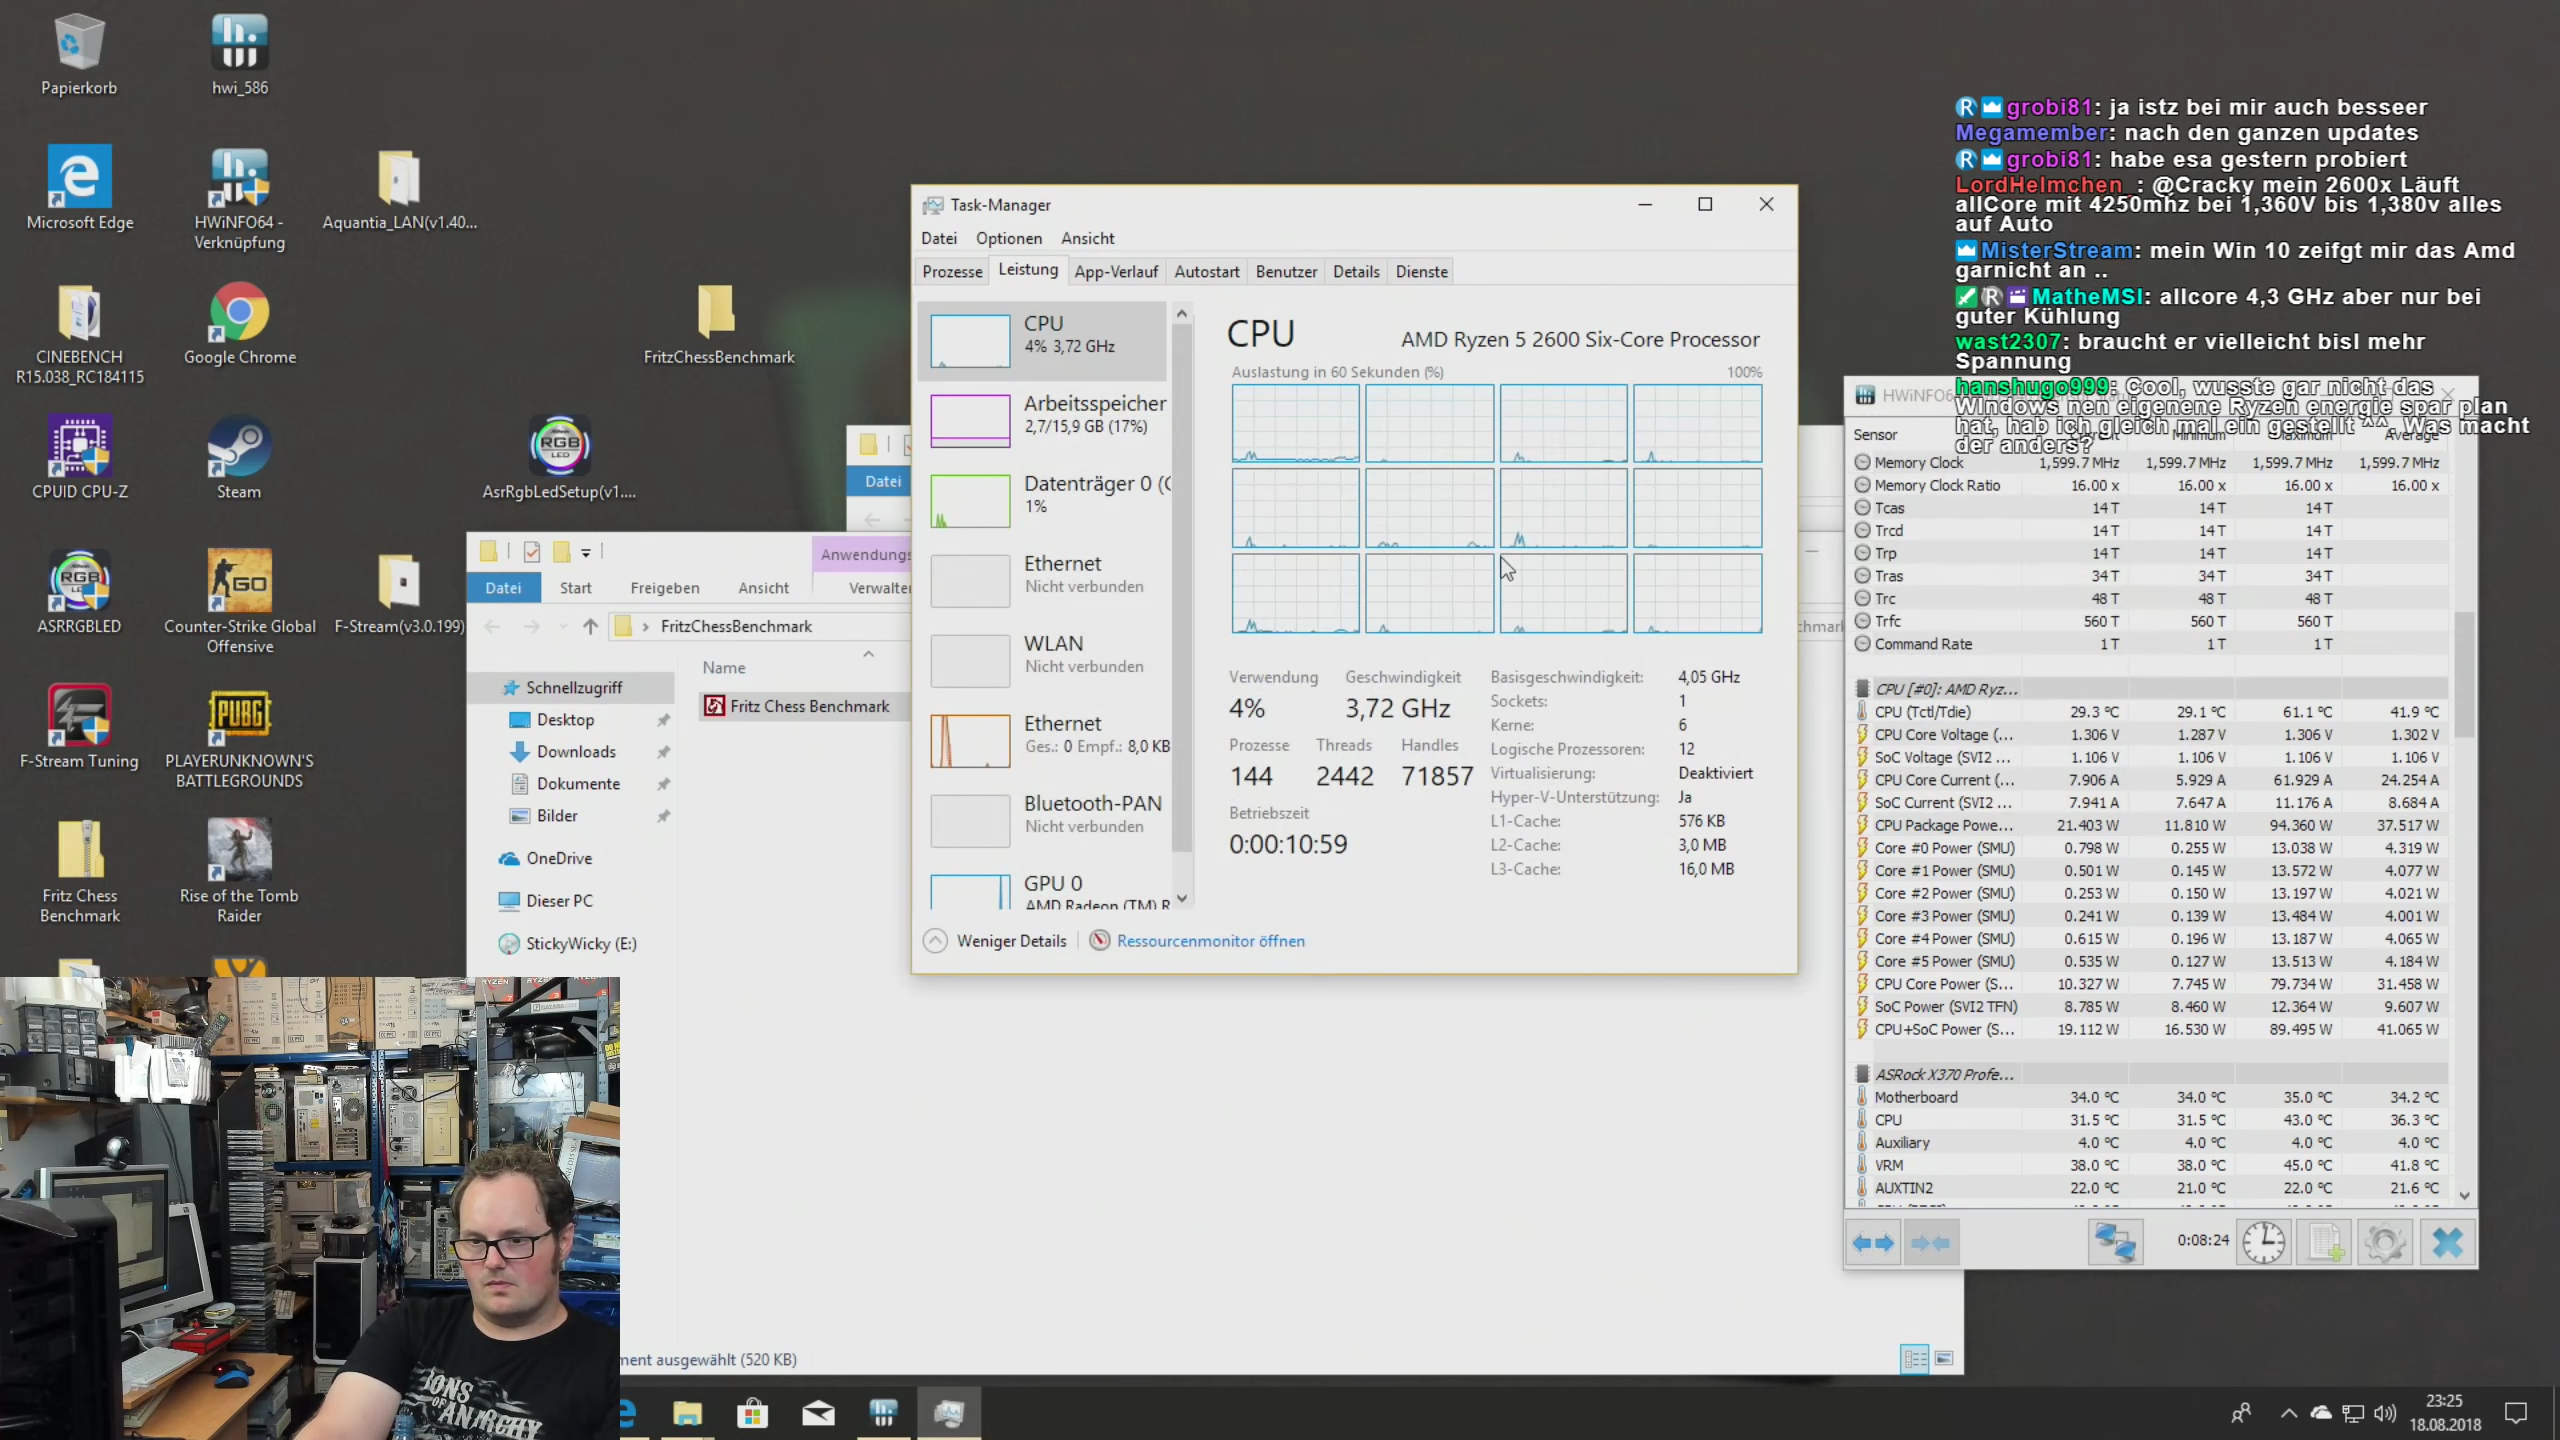 Papierkorb
hwi_586
Microsoft Edge
HWiNFO64 -
Verknüpfung
Aquantia_LAN(v1.40...
CINEBENCH
R15.038_RC184115
Google Chrome
FritzChessBenchmark
CPUID CPU-Z
Steam
RGB
LED
AsrRgbLedSetup(v1....
RGB
ASRRGBLED
GO
Counter-Strike Global
Offensive
F-Stream(v3.0.199)
F-Stream Tuning
PUBG
PLAYERUNKNOWN'S
BATTLEGROUNDS
Fritz Chess
Benchmark
Rise of the Tomb
Raider
Datei
Anwendungs
Datei Start Freigeben Ansicht Verwalte
FritzChessBenchmark
Name
Fritz Chess Benchmark
Schnellzugriff
Desktop
Downloads
Dokumente
Bilder
OneDrive
Dieser PC
StickyWicky (E:)
ment ausgewählt (520 KB)
Task-Manager
Datei Optionen Ansicht
Prozesse Leistung App-Verlauf Autostart Benutzer Details Dienste
CPU
4% 3,72 GHz
Arbeitsspeicher
2,7/15,9 GB (17%)
Datenträger 0 (C
1%
Ethernet
Nicht verbunden
WLAN
Nicht verbunden
Ethernet
Ges.: 0 Empf.: 8,0 KB
Bluetooth-PAN
Nicht verbunden
GPU 0
AMD Radeon (TM) R
CPU
AMD Ryzen 5 2600 Six-Core Processor
Auslastung in 60 Sekunden (%) 100%
Verwendung Geschwindigkeit
4% 3,72 GHz
Prozesse Threads Handles
144 2442 71857
Betriebszeit
0:00:10:59
Basisgeschwindigkeit: 4,05 GHz
Sockets: 1
Kerne: 6
Logische Prozessoren: 12
Virtualisierung: Deaktiviert
Hyper-V-Unterstützung: Ja
L1-Cache: 576 KB
L2-Cache: 3,0 MB
L3-Cache: 16,0 MB
Weniger Details
Ressourcenmonitor öffnen
grobi81: ja istz bei mir auch besseer
Megamember: nach den ganzen updates
grobi81: habe esa gestern probiert
LordHelmchen_: @Cracky mein 2600x Läuft
allCore mit 4250mhz bei 1,360V bis 1,380v alles
auf Auto
MisterStream: mein Win 10 zeifgt mir das Amd
garnicht an ..
MatheMSI: allcore 4,3 GHz aber nur bei
guter Kühlung
wast2307: braucht er vielleicht bisl mehr
Spannung
hanshugo999: Cool, wusste gar nicht das
WIndows nen eigenene Ryzen energie spar plan
hat, hab ich gleich mal ein gestellt ^^. Was macht
der anders?
HWiNFO6
Sensor Minimum Average
Memory Clock 1,599.7 MHz 1,599.7 MHz 1,599.7 MHz 1,599.7 MHz
Memory Clock Ratio 16.00 x 16.00 x 16.00 x 16.00 x
Tcas 14 T 14 T 14 T
Trcd 14 T 14 T 14 T
Trp 14 T 14 T 14 T
Tras 34 T 34 T 34 T
Trc 48 T 48 T 48 T
Trfc 560 T 560 T 560 T
Command Rate 1 T 1 T 1 T
CPU [#0]: AMD Ryz...
CPU (Tctl/Tdie) 29.3 °C 29.1 °C 61.1 °C 41.9 °C
CPU Core Voltage (... 1.306 V 1.287 V 1.306 V 1.302 V
SoC Voltage (SVI2 ... 1.106 V 1.106 V 1.106 V 1.106 V
CPU Core Current (... 7.906 A 5.929 A 61.929 A 24.254 A
SoC Current (SVI2 ... 7.941 A 7.647 A 11.176 A 8.684 A
CPU Package Powe... 21.403 W 11.810 W 94.360 W 37.517 W
Core #0 Power (SMU) 0.798 W 0.255 W 13.038 W 4.319 W
Core #1 Power (SMU) 0.501 W 0.145 W 13.572 W 4.077 W
Core #2 Power (SMU) 0.253 W 0.150 W 13.197 W 4.021 W
Core #3 Power (SMU) 0.241 W 0.139 W 13.484 W 4.001 W
Core #4 Power (SMU) 0.615 W 0.196 W 13.187 W 4.065 W
Core #5 Power (SMU) 0.535 W 0.127 W 13.513 W 4.184 W
CPU Core Power (S... 10.327 W 7.745 W 79.734 W 31.458 W
SoC Power (SVI2 TFN) 8.785 W 8.460 W 12.364 W 9.607 W
CPU+SoC Power (S... 19.112 W 16.530 W 89.495 W 41.065 W
ASRock X370 Profe...
Motherboard 34.0 °C 34.0 °C 35.0 °C 34.2 °C
CPU 31.5 °C 31.5 °C 43.0 °C 36.3 °C
Auxiliary 4.0 °C 4.0 °C 4.0 °C 4.0 °C
VRM 38.0 °C 38.0 °C 45.0 °C 41.8 °C
AUXTIN2 22.0 °C 21.0 °C 22.0 °C 21.6 °C
0:08:24
SONS
OF ANARCHY
23:25
18.08.2018